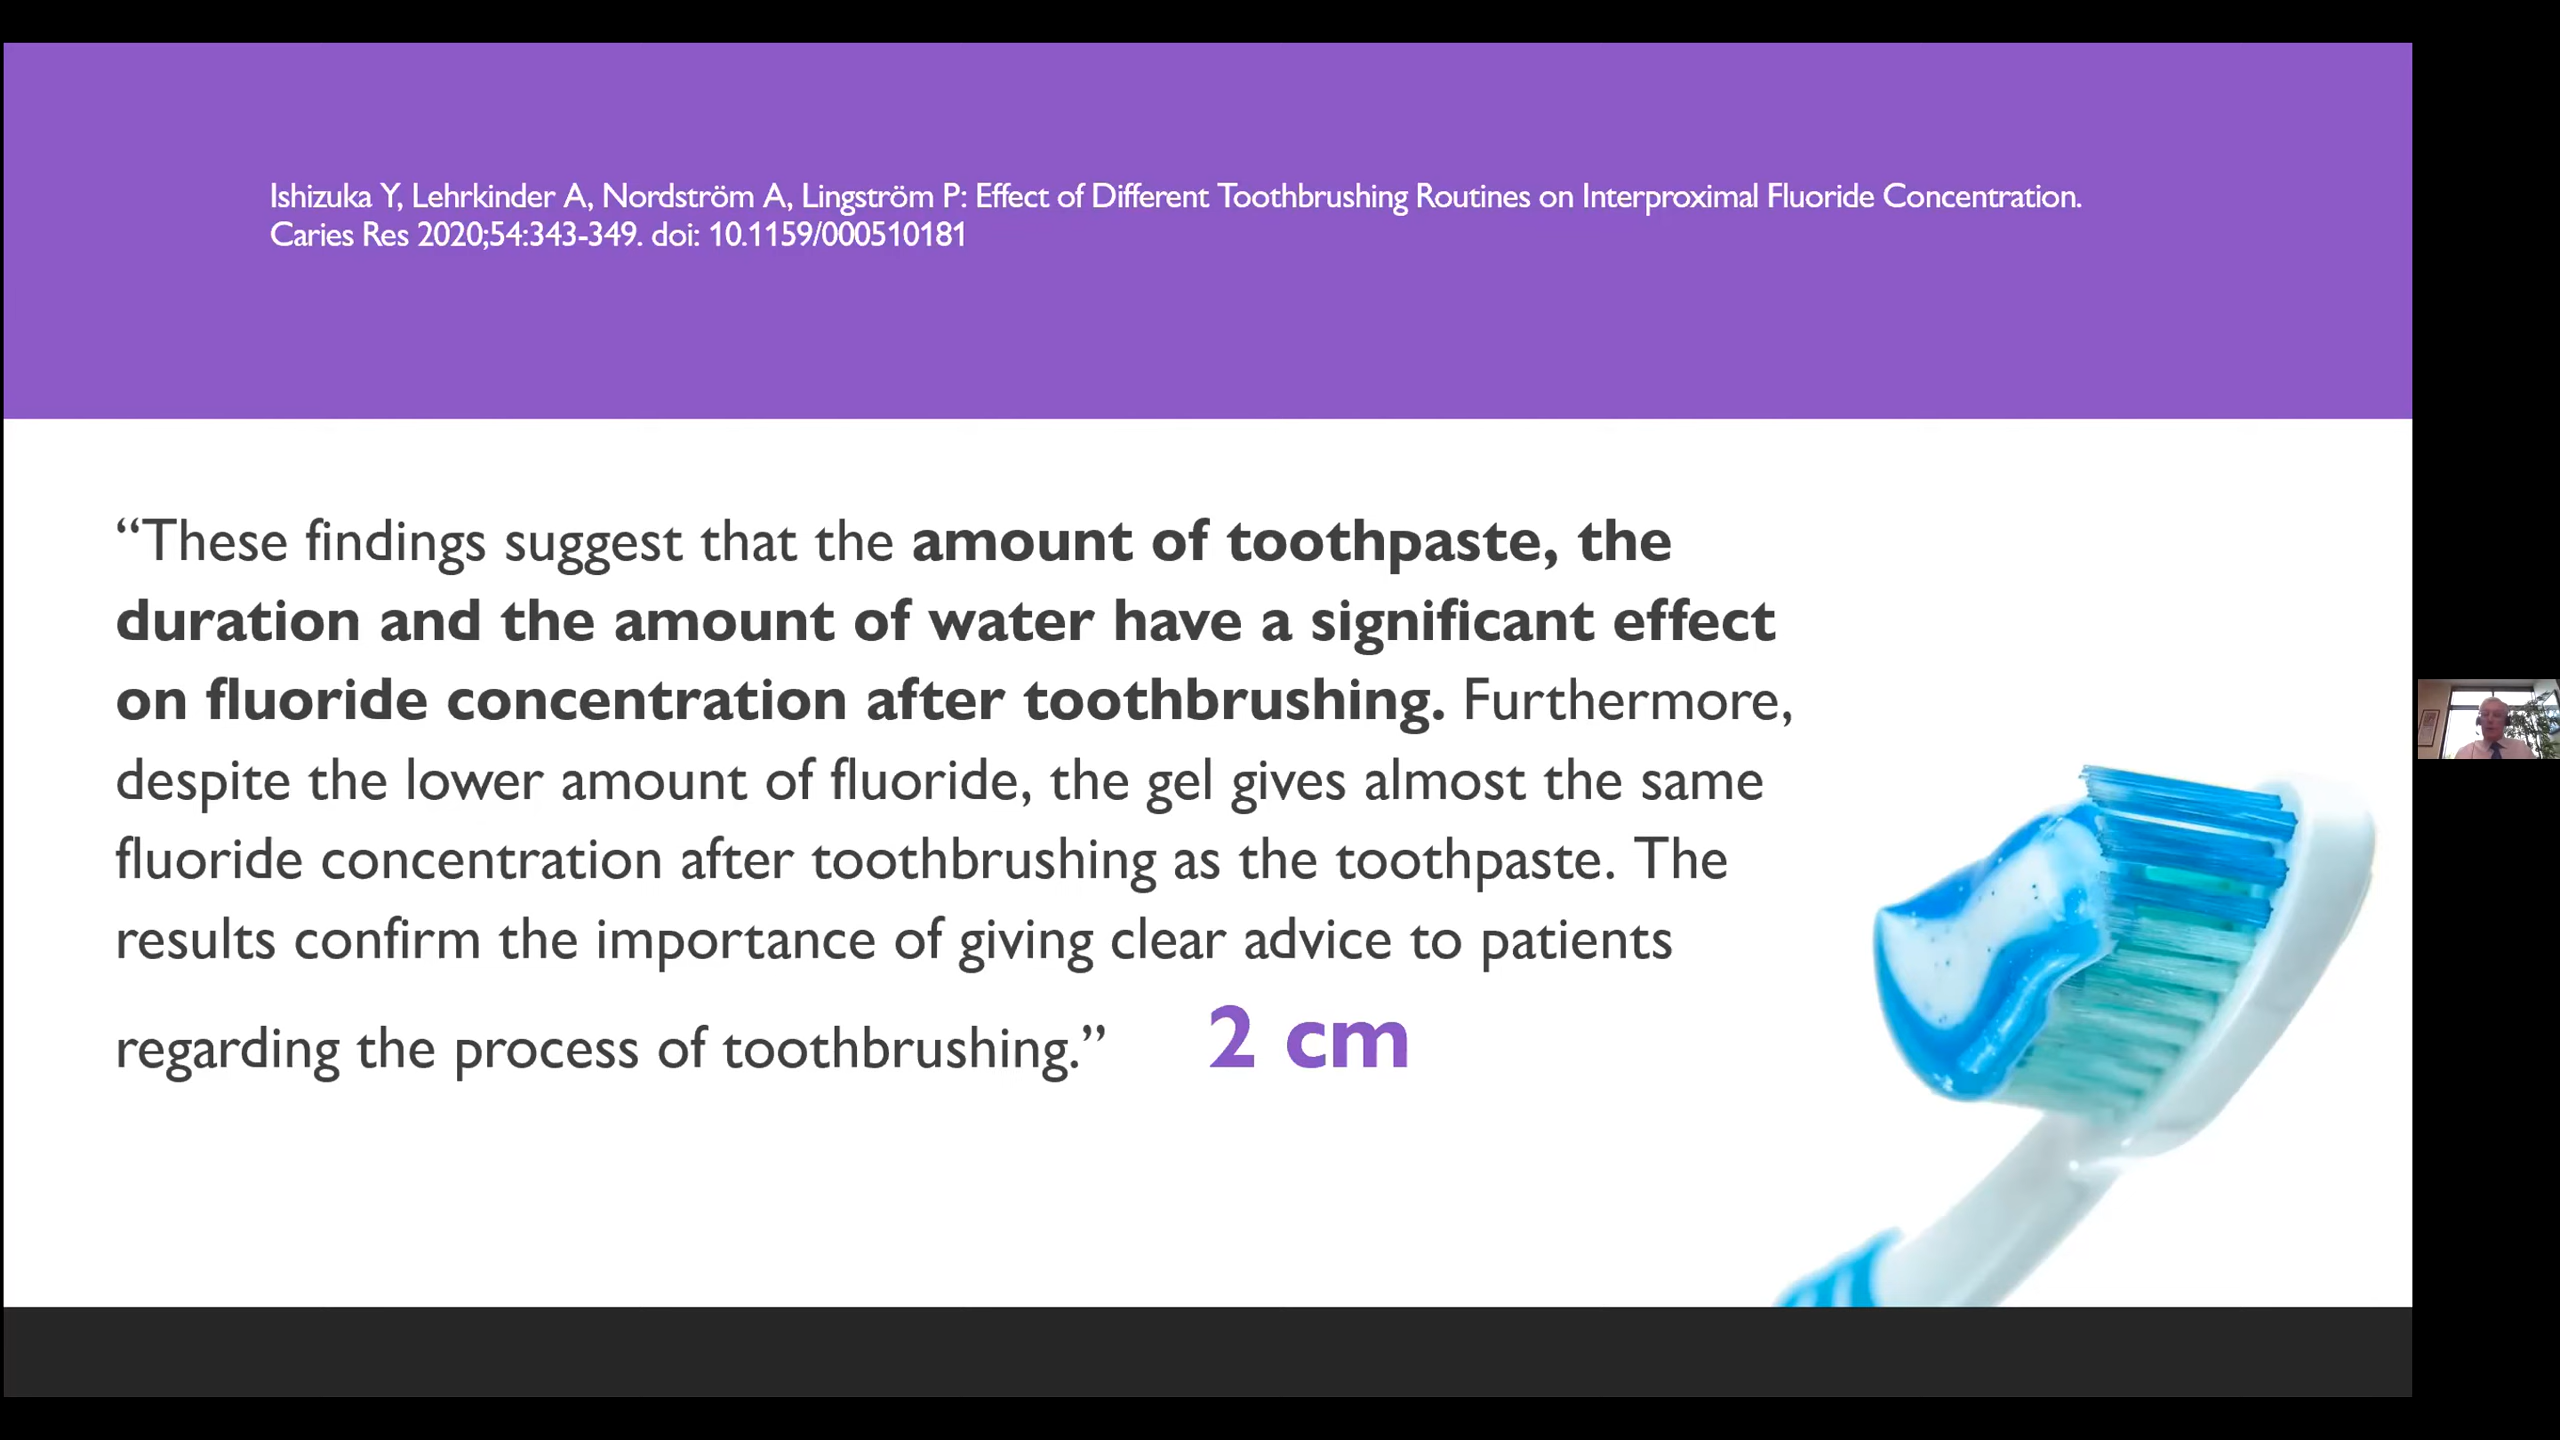 Ishizuka Y, Lehrkinder A, Nordström A, Lingström P: Effect of Different Toothbrushing Routines on Interproximal Fluoride Concentration.
Caries Res 2020;54:343-349. doi: 10.1159/000510181
“These findings suggest that the amount of toothpaste, the
duration and the amount of water have a significant effect
on fluoride concentration after toothbrushing. Furthermore,
despite the lower amount of fluoride, the gel gives almost the same
fluoride concentration after toothbrushing as the toothpaste. The
results confirm the importance of giving clear advice to patients
regarding the process of toothbrushing.” 2 cm